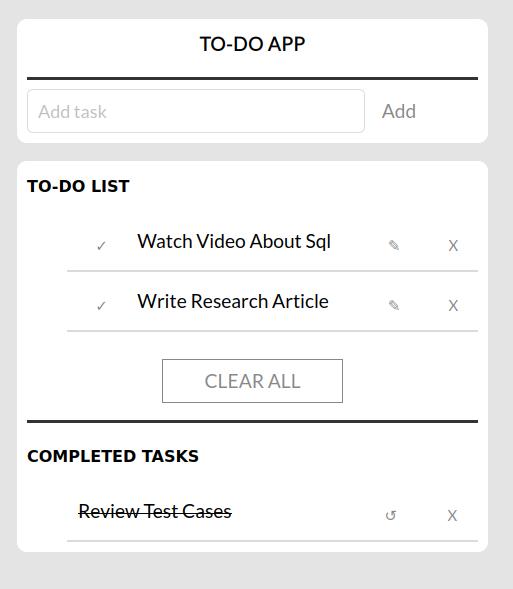 TO-DO APP
Add task Add
TO-DO LIST
✓ Watch Video About Sql ✎ X
✓ Write Research Article ✎ X
CLEAR ALL
COMPLETED TASKS
Review Test Cases ↺ X